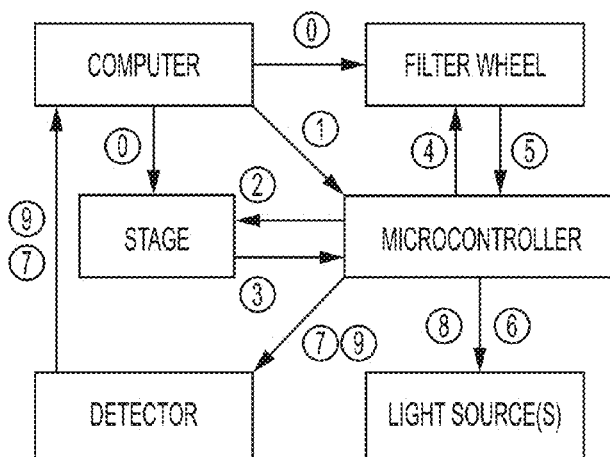 0
COMPUTER
FILTER WHEEL
0
1
4
5
2
9
STAGE
MICROCONTROLLER
7
3
8
6
7 9
DETECTOR
LIGHT SOURCE(S)